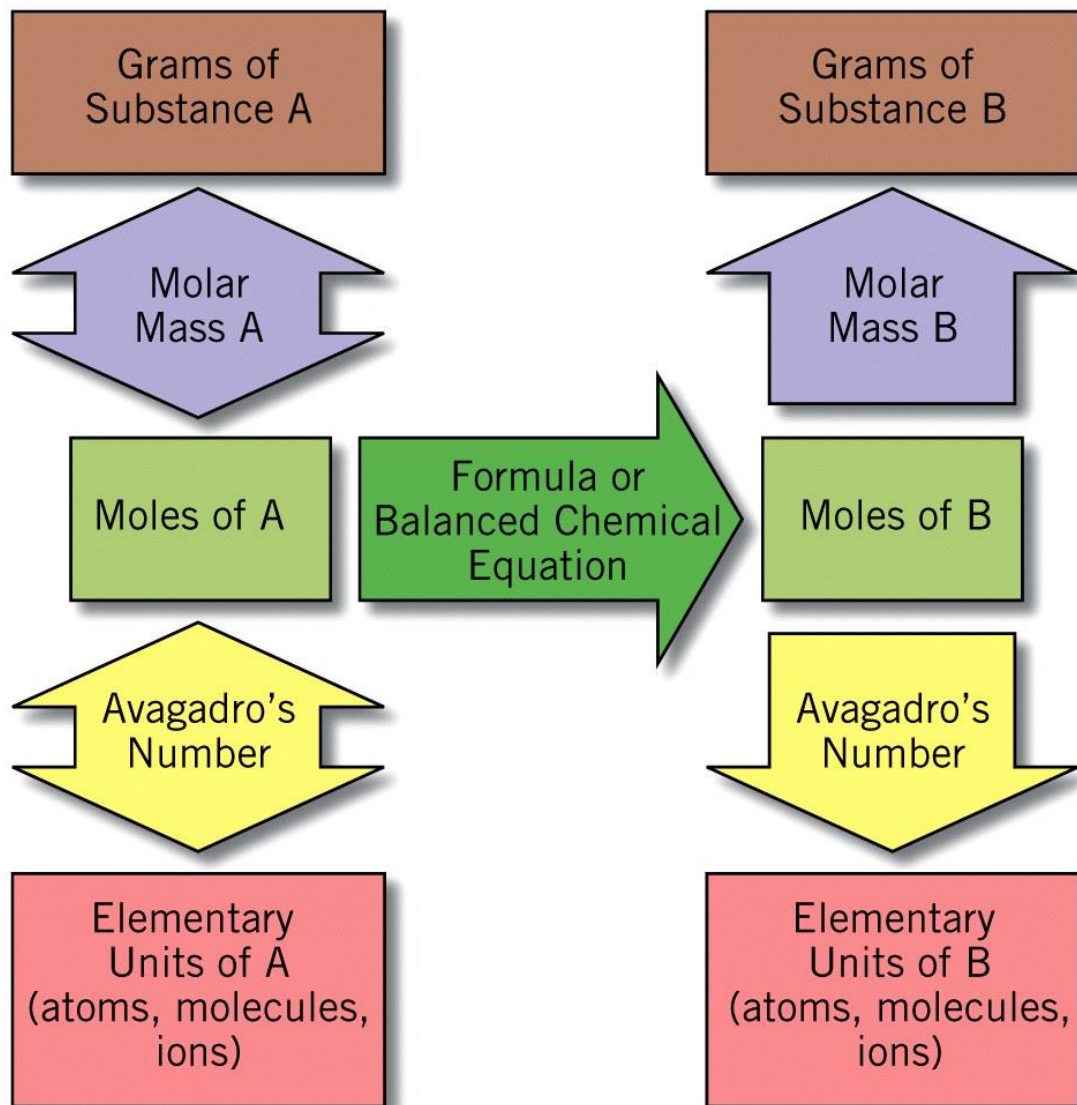 Grams of
Substance A
Grams of
Substance B
Molar
Mass A
Molar
Mass B
Moles of A
Formula or
Balanced Chemical
Equation
Moles of B
Avagadro's
Number
Avagadro's
Number
Elementary
Units of A
(atoms, molecules,
ions)
Elementary
Units of B
(atoms, molecules,
ions)